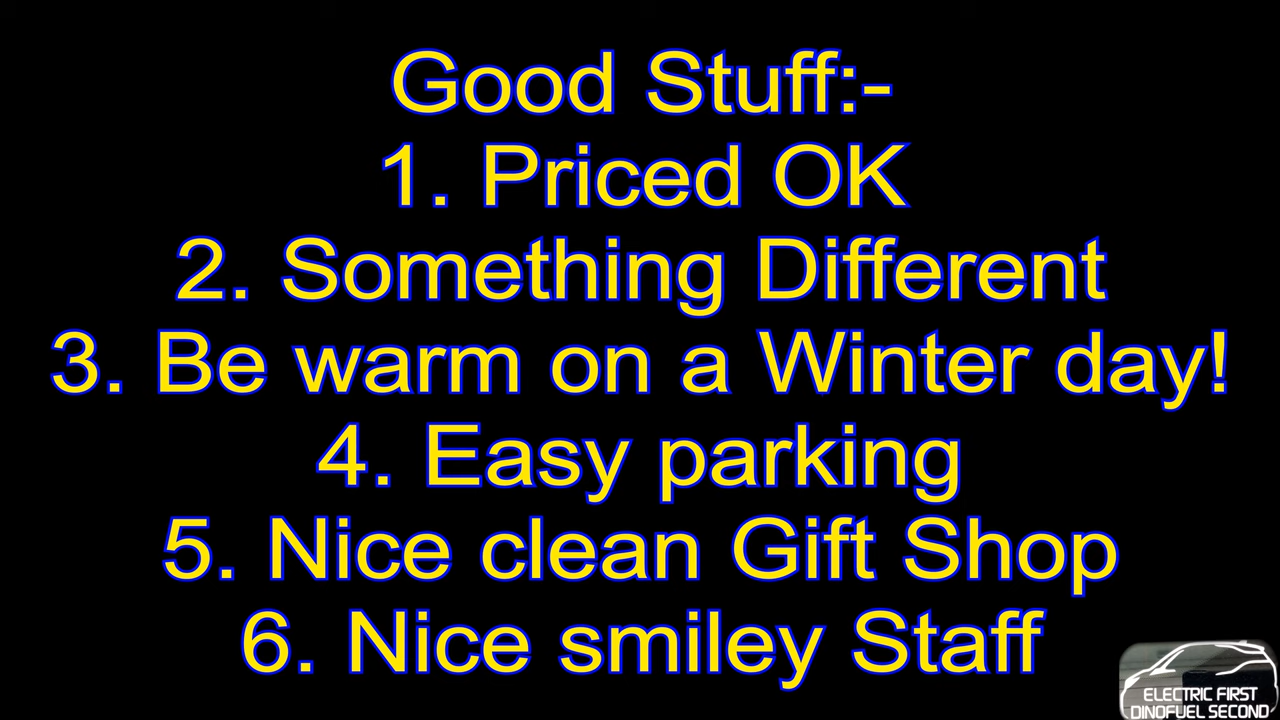 Good Stuff:-
1. Priced OK
2. Something Different
3. Be warm on a Winter day!
4. Easy parking
5. Nice clean Gift Shop
6. Nice smiley Staff
ELECTRIC FIRST
DINOFUEL SECOND